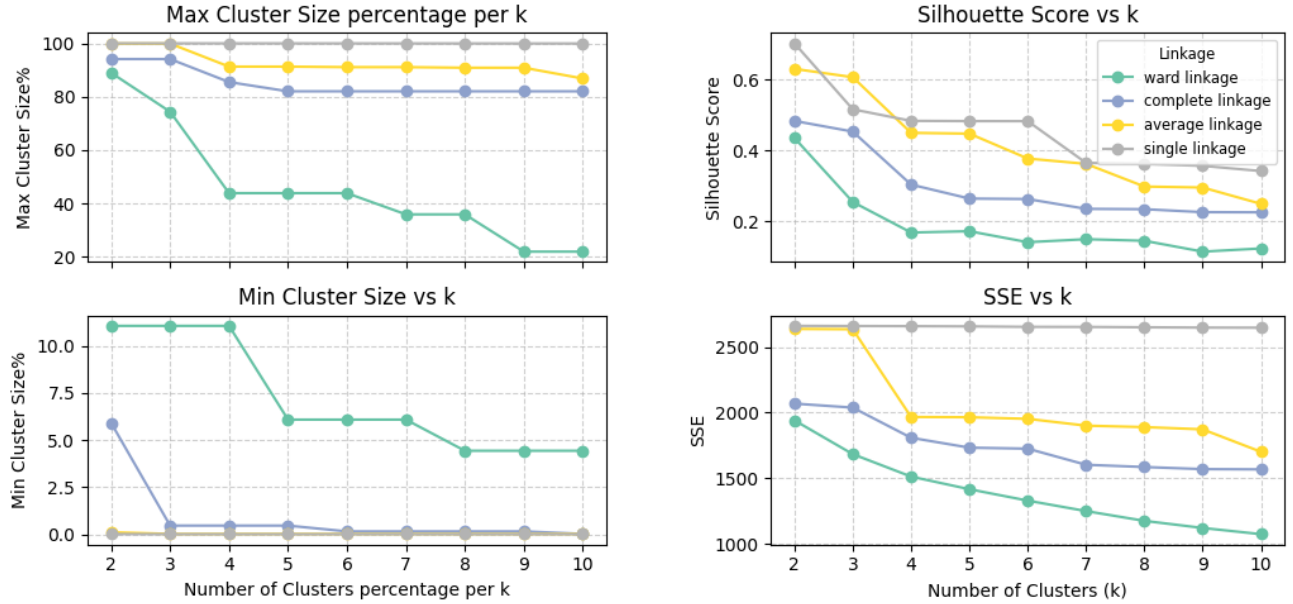 Max Cluster Size percentage per k
Max Cluster Size%
100
80
60
40
20
Silhouette Score vs k
Silhouette Score
0.6
0.4
0.2
Linkage
ward linkage
complete linkage
average linkage
single linkage
Min Cluster Size vs k
Min Cluster Size%
10.0
7.5
5.0
2.5
0.0
2 3 4 5 6 7 8 9 10
Number of Clusters percentage per k
SSE vs k
SSE
2500
2000
1500
1000
2 3 4 5 6 7 8 9 10
Number of Clusters (k)